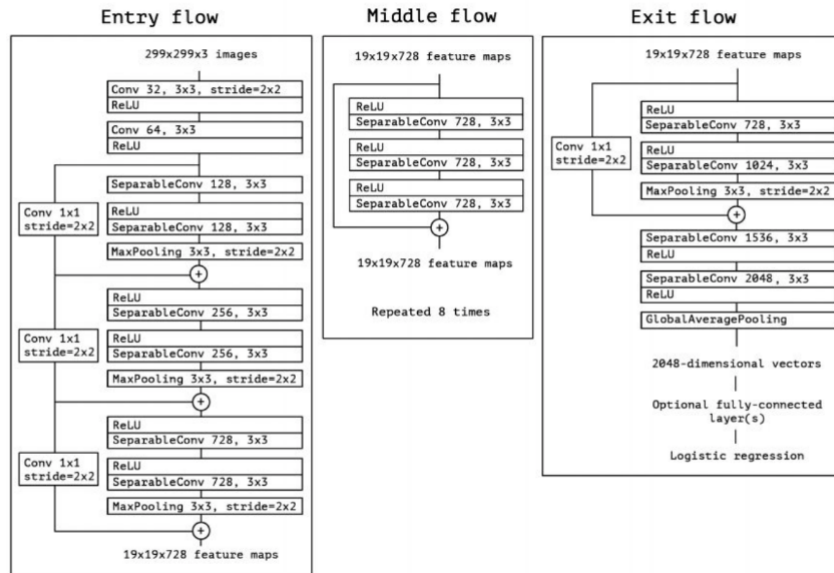 Entry flow
299x299x3 images
Conv 32, 3x3, stride=2x2
ReLU
Conv 64, 3x3
ReLU
SeparableConv 128, 3x3
Conv 1x1
stride=2x2
ReLU
SeparableConv 128, 3x3
MaxPooling 3x3, stride=2x2
+
ReLU
SeparableConv 256, 3x3
Conv 1x1
stride=2x2
ReLU
SeparableConv 256, 3x3
MaxPooling 3x3, stride=2x2
+
ReLU
SeparableConv 728, 3x3
Conv 1x1
stride=2x2
ReLU
SeparableConv 728, 3x3
MaxPooling 3x3, stride=2x2
+
19x19x728 feature maps
Middle flow
19x19x728 feature maps
ReLU
SeparableConv 728, 3x3
ReLU
SeparableConv 728, 3x3
ReLU
SeparableConv 728, 3x3
+
19x19x728 feature maps
Repeated 8 times
Exit flow
19x19x728 feature maps
ReLU
SeparableConv 728, 3x3
Conv 1x1
stride=2x2
ReLU
SeparableConv 1024, 3x3
MaxPooling 3x3, stride=2x2
+
SeparableConv 1536, 3x3
ReLU
SeparableConv 2048, 3x3
ReLU
GlobalAveragePooling
2048-dimensional vectors
Optional fully-connected
layer(s)
Logistic regression